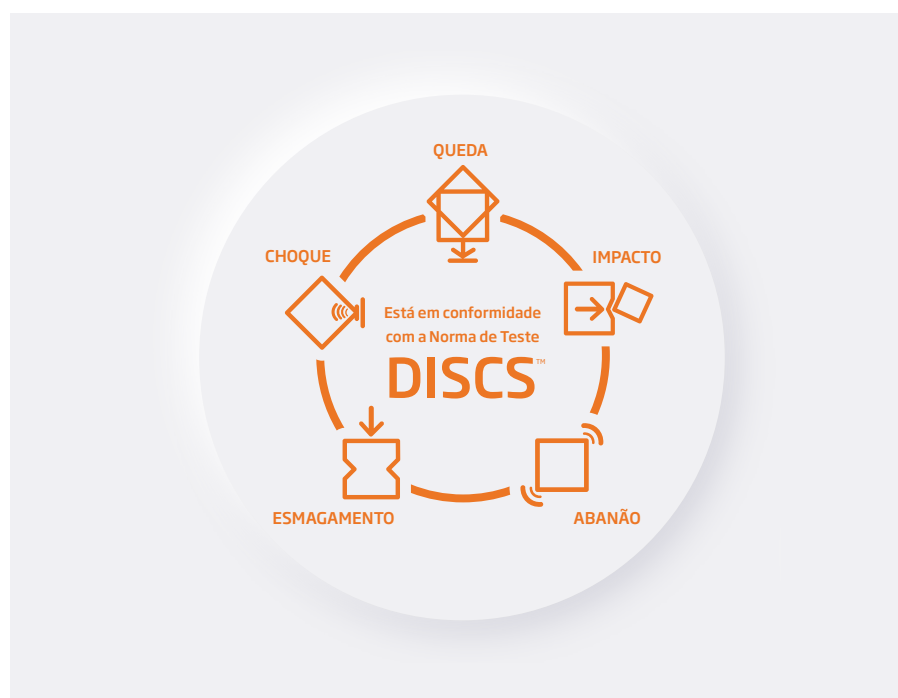 QUEDA
CHOQUE
IMPACTO
Está em conformidade
com a Norma de Teste
DISCS™
ESMAGAMENTO
ABANÃO